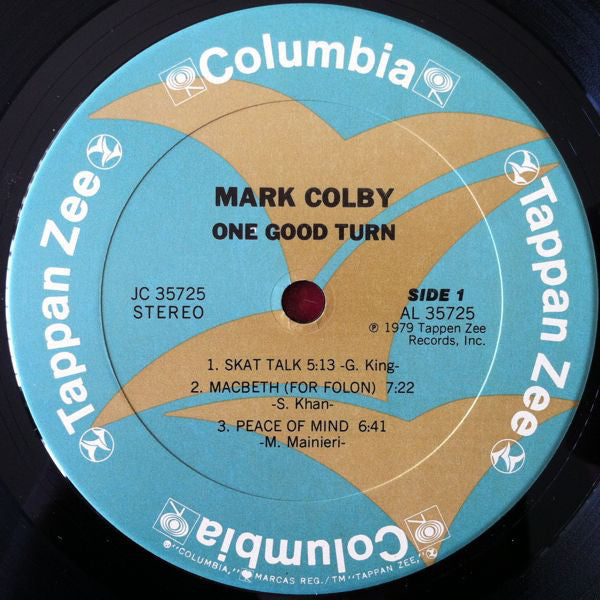 Columbia
Tappan Zee
Tappan Zee
MARK COLBY
ONE GOOD TURN
JC 35725
STEREO
SIDE 1
AL 35725
℗ 1979 Tappen Zee
Records, Inc.
1. SKAT TALK 5:13 -G. King-
2. MACBETH (FOR FOLON) 7:22
-S. Khan-
3. PEACE OF MIND 6:41
-M. Mainieri-
Columbia
®"COLUMBIA," MARCAS REG./TM "TAPPAN ZEE,"